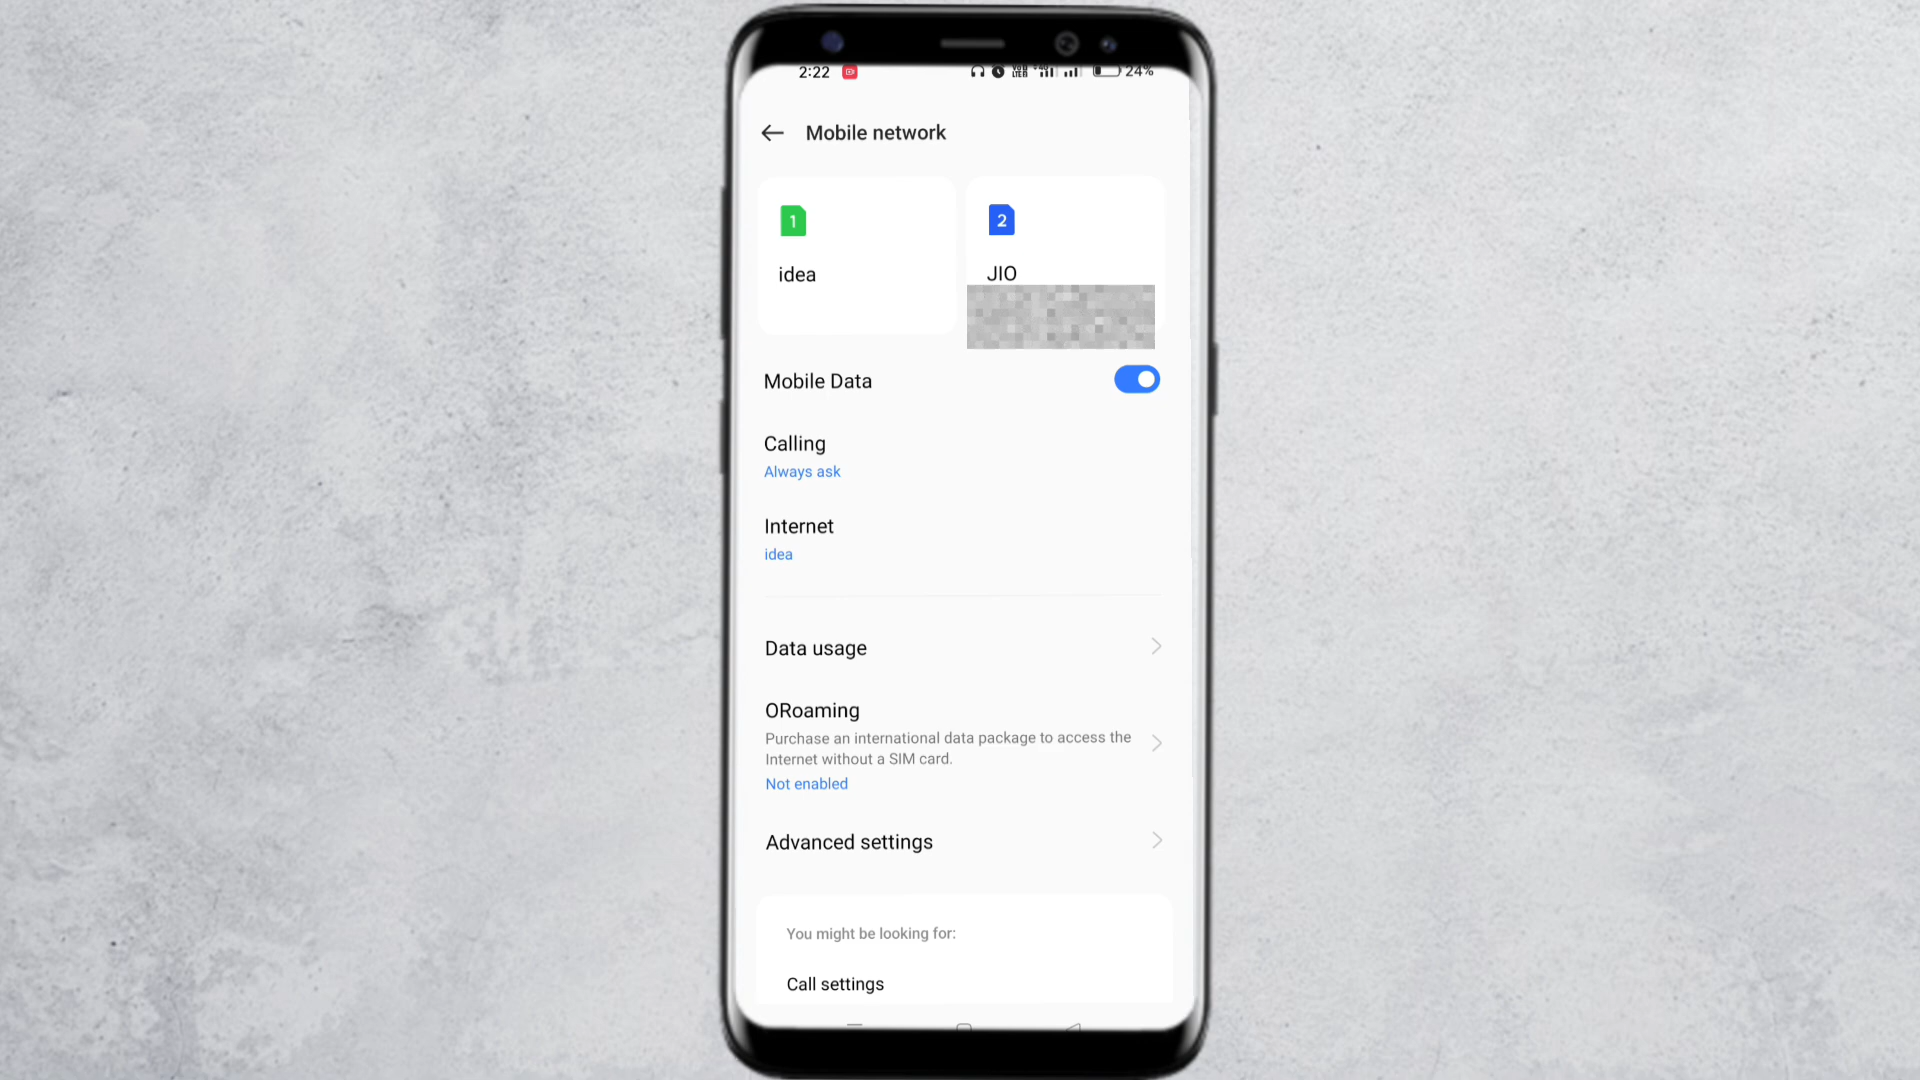 2:22 24%
Mobile network
1
2
idea
JIO
Mobile Data
Calling
Always ask
Internet
idea
Data usage
ORoaming
Purchase an international data package to access the
Internet without a SIM card.
Not enabled
Advanced settings
You might be looking for:
Call settings